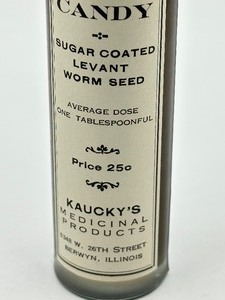 CANDY
SUGAR COATED
LEVANT
WORM SEED
AVERAGE DOSE
ONE TABLESPOONFUL
Price 25c
KAUCKY'S
MEDICINAL
PRODUCTS
W. 26TH STREET
BERWYN, ILLINOIS